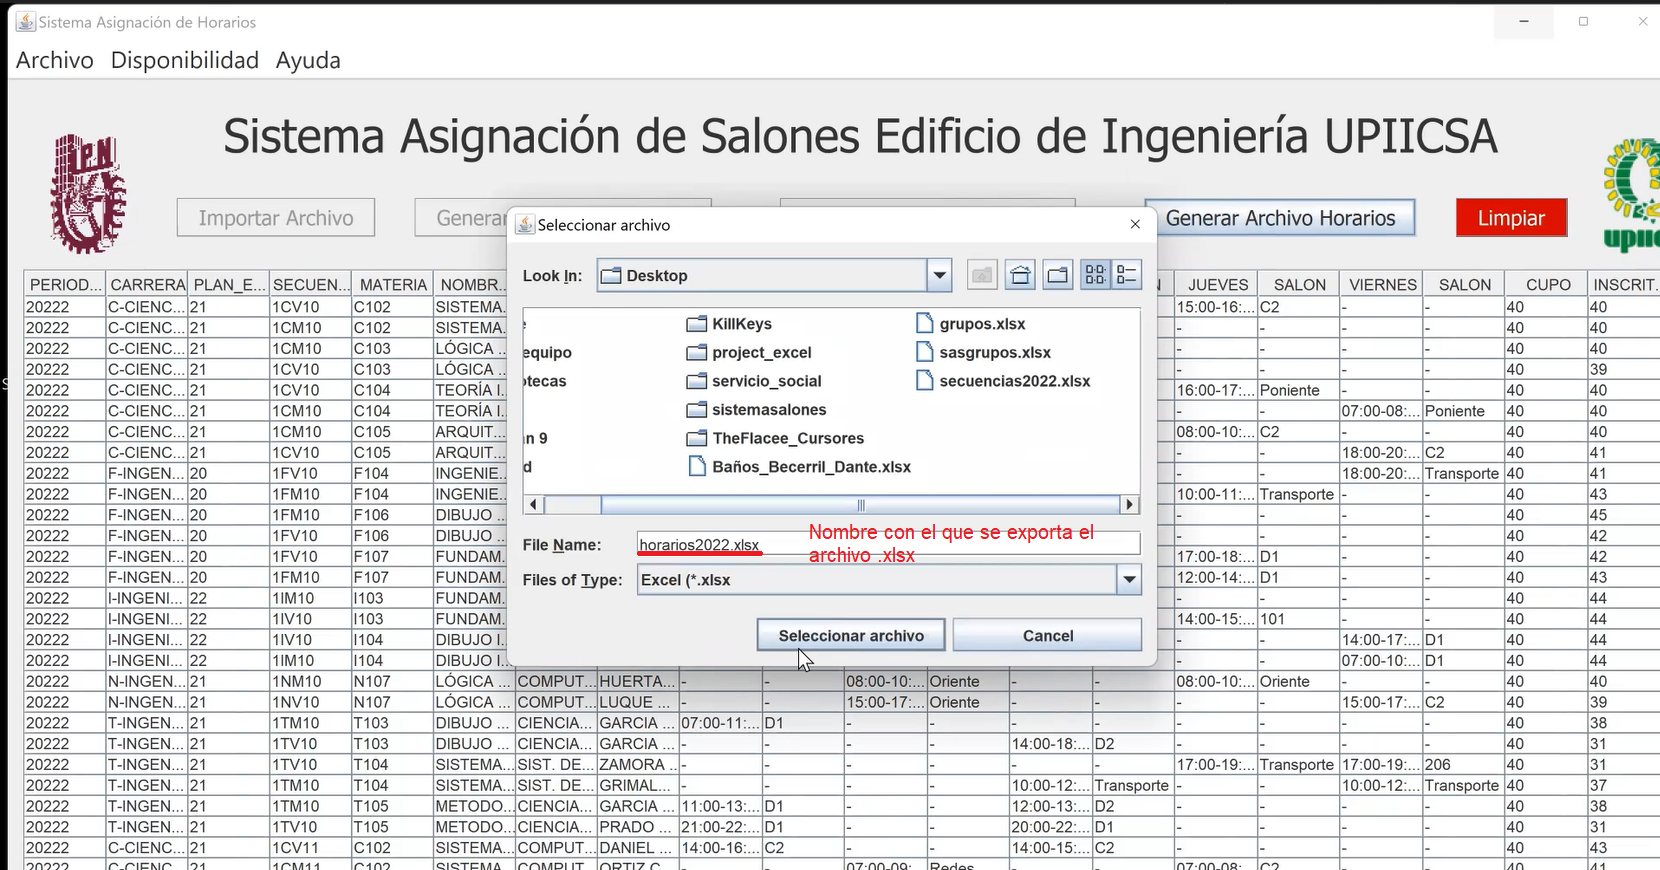 Sistema Asignación de Horarios
Archivo Disponibilidad Ayuda
Sistema Asignación de Salones Edificio de Ingeniería UPIICSA
Importar Archivo Generar Generar Archivo Horarios Limpiar
Seleccionar archivo
Look In: Desktop
KillKeys grupos.xlsx
equipo project_excel sasgrupos.xlsx
otecas servicio_social secuencias2022.xlsx
sistemasalones
n 9 TheFlacee_Cursores
d Baños_Becerril_Dante.xlsx
File Name: horarios2022.xlsx
Nombre con el que se exporta el
archivo .xlsx
Files of Type: Excel (*.xlsx
Seleccionar archivo Cancel
PERIOD... CARRERA PLAN_E... SECUEN... MATERIA NOMBR... N JUEVES SALON VIERNES SALON CUPO INSCRIT...
20222 C-CIENC... 21 1CV10 C102 SISTEMA... 15:00-16:... C2 - - 40 40
20222 C-CIENC... 21 1CM10 C102 SISTEMA... - - - - 40 40
20222 C-CIENC... 21 1CM10 C103 LÓGICA ... - - - - 40 40
20222 C-CIENC... 21 1CV10 C103 LÓGICA ... - - - - 40 39
20222 C-CIENC... 21 1CV10 C104 TEORÍA I... 16:00-17:... Poniente - - 40 40
20222 C-CIENC... 21 1CM10 C104 TEORÍA I... - - 07:00-08:... Poniente 40 40
20222 C-CIENC... 21 1CM10 C105 ARQUIT... 08:00-10:... C2 - - 40 40
20222 C-CIENC... 21 1CV10 C105 ARQUIT... - - 18:00-20:... C2 40 41
20222 F-INGEN... 20 1FV10 F104 INGENIE... - - 18:00-20:... Transporte 40 41
20222 F-INGEN... 20 1FM10 F104 INGENIE... 10:00-11:... Transporte - - 40 43
20222 F-INGEN... 20 1FM10 F106 DIBUJO ... - - - - 40 45
20222 F-INGEN... 20 1FV10 F106 DIBUJO ... - - - - 40 42
20222 F-INGEN... 20 1FV10 F107 FUNDAM... 17:00-18:... D1 - - 40 42
20222 F-INGEN... 20 1FM10 F107 FUNDAM... 12:00-14:... D1 - - 40 43
20222 I-INGENI... 22 1IM10 I103 FUNDAM... - - - - 40 44
20222 I-INGENI... 22 1IV10 I103 FUNDAM... 14:00-15:... 101 - - 40 44
20222 I-INGENI... 22 1IV10 I104 DIBUJO I... - - 14:00-17:... D1 40 44
20222 I-INGENI... 22 1IM10 I104 DIBUJO I... - - 07:00-10:... D1 40 44
20222 N-INGEN... 21 1NM10 N107 LÓGICA ... COMPUT... HUERTA... - - 08:00-10:... Oriente - - 08:00-10:... Oriente - - 40 40
20222 N-INGEN... 21 1NV10 N107 LÓGICA ... COMPUT... LUQUE ... - - 15:00-17:... Oriente - - - - 15:00-17:... C2 40 39
20222 T-INGEN... 21 1TM10 T103 DIBUJO ... CIENCIA... GARCIA ... 07:00-11:... D1 - - - - - - - - 40 38
20222 T-INGEN... 21 1TV10 T103 DIBUJO ... CIENCIA... GARCIA ... - - - - 14:00-18:... D2 - - - - 40 31
20222 T-INGEN... 21 1TV10 T104 SISTEMA... SIST. DE... ZAMORA ... - - - - - - 17:00-19:... Transporte 17:00-19:... 206 40 31
20222 T-INGEN... 21 1TM10 T104 SISTEMA... SIST. DE... GRIMAL... - - - - 10:00-12:... Transporte - - 10:00-12:... Transporte 40 37
20222 T-INGEN... 21 1TM10 T105 METODO... CIENCIA... GARCIA ... 11:00-13:... D1 - - 12:00-13:... D2 - - - - 40 38
20222 T-INGEN... 21 1TV10 T105 METODO... CIENCIA... PRADO ... 21:00-22:... D1 - - 20:00-22:... D1 - - - - 40 31
20222 C-CIENC... 21 1CV11 C102 SISTEMA... COMPUT... DANIEL ... 14:00-16:... C2 - - 14:00-15:... C2 - - - - 40 43
20222 C-CIENC... 21 1CM11 C102 SISTEMA... COMPUT... ORTIZ C... - - 07:00-09:... Redes - - 07:00-08:... C2 - - 40 41